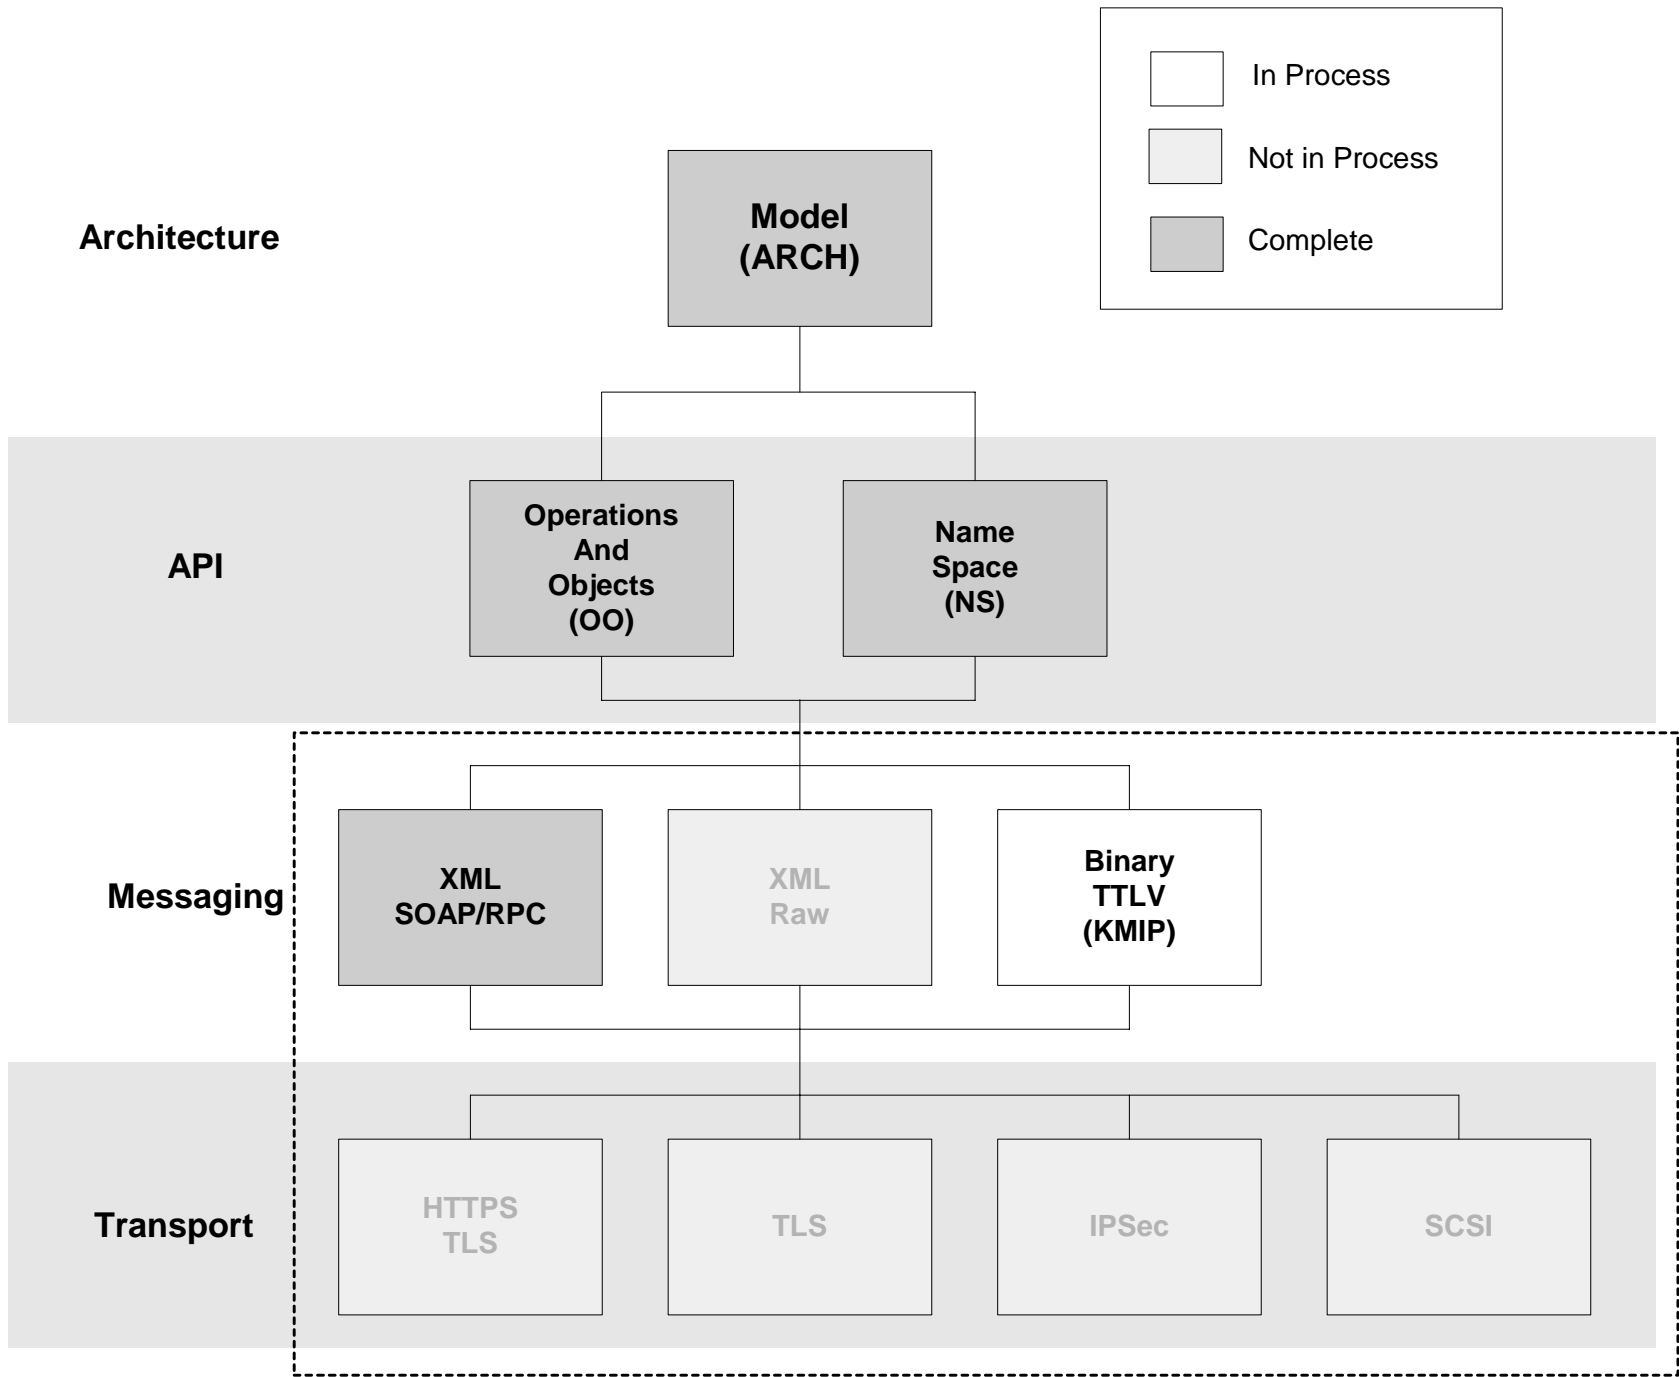 In Process
Not in Process
Complete
Architecture
Model
(ARCH)
API
Operations
And
Objects
(OO)
Name
Space
(NS)
Messaging
XML
SOAP/RPC
XML
Raw
Binary
TTLV
(KMIP)
Transport
HTTPS
TLS
TLS
IPSec
SCSI